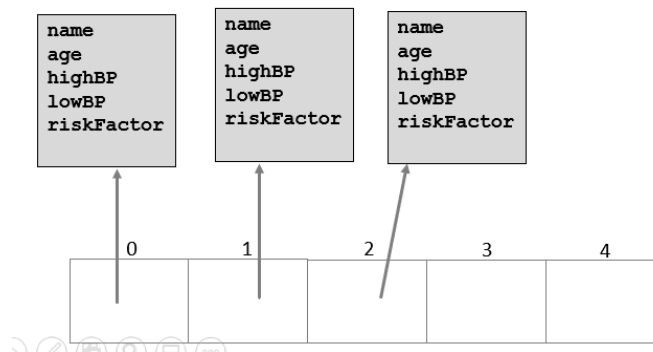 name
age
highBP
lowBP
riskFactor
name
age
highBP
lowBP
riskFactor
name
age
highBP
lowBP
riskFactor
0 1 2 3 4